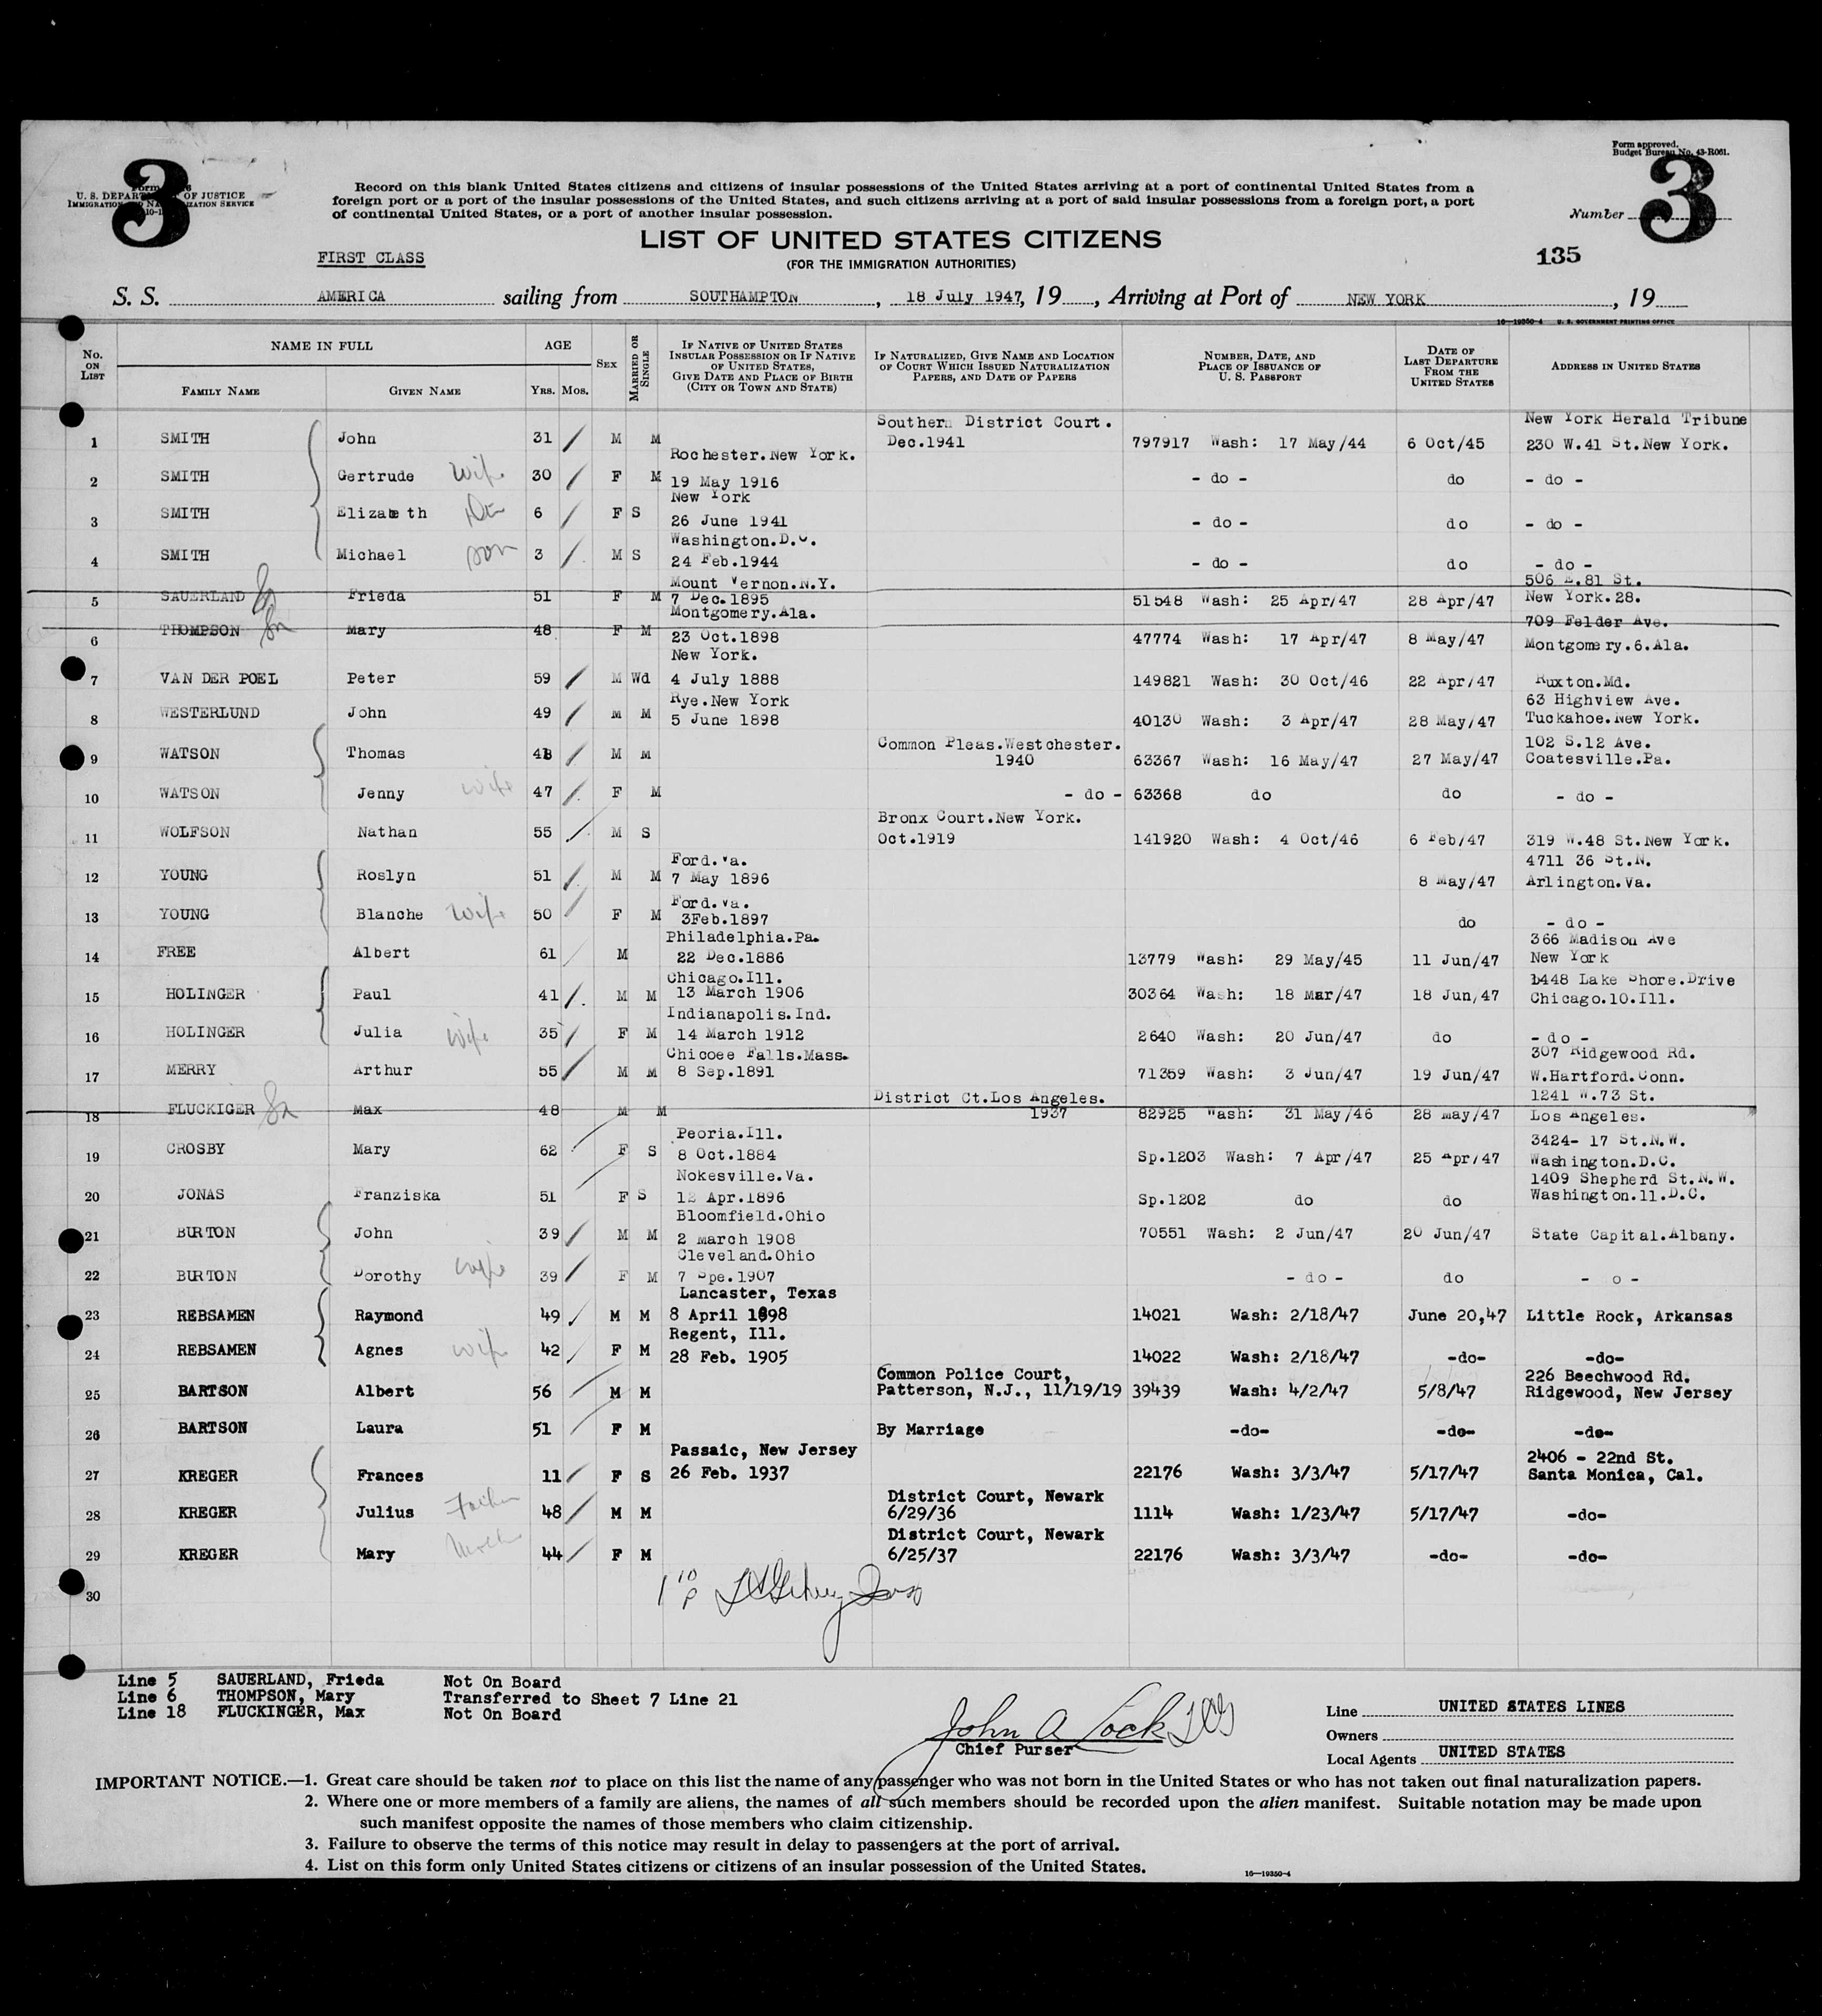 Form approved.
Budget Bureau No. 43-R061.
3
3
U. S. DEPARTMENT OF JUSTICE
IMMIGRATION AND NATURALIZATION SERVICE
Record on this blank United States citizens and citizens of insular possessions of the United States arriving at a port of continental United States from a
foreign port or a port of the insular possessions of the United States, and such citizens arriving at a port of said insular possessions from a foreign port, a port
of continental United States, or a port of another insular possession.
Number
LIST OF UNITED STATES CITIZENS
FIRST CLASS
(FOR THE IMMIGRATION AUTHORITIES)
135
S. S. AMERICA sailing from SOUTHAMPTON, 18 July 1947, 19, Arriving at Port of NEW YORK, 19
16—19350-4 U. S. GOVERNMENT PRINTING OFFICE
No. ON LIST
NAME IN FULL
FAMILY NAME
GIVEN NAME
AGE
YRS. MOS.
SEX
MARRIED OR SINGLE
IF NATIVE OF UNITED STATES INSULAR POSSESSION OR IF NATIVE OF UNITED STATES, GIVE DATE AND PLACE OF BIRTH (CITY OR TOWN AND STATE)
IF NATURALIZED, GIVE NAME AND LOCATION OF COURT WHICH ISSUED NATURALIZATION PAPERS, AND DATE OF PAPERS
NUMBER, DATE, AND PLACE OF ISSUANCE OF U. S. PASSPORT
DATE OF LAST DEPARTURE FROM THE UNITED STATES
ADDRESS IN UNITED STATES
1 SMITH John 31 M M Southern District Court. Dec.1941 797917 Wash: 17 May/44 6 Oct/45 New York Herald Tribune 230 W.41 St.New York.
2 SMITH Gertrude wife 30 F M Rochester.New York. 19 May 1916 - do - do - do -
3 SMITH Elizabeth 6 F S New York 26 June 1941 - do - do - do -
4 SMITH Michael son 3 M S Washington.D.C. 24 Feb.1944 - do - do - do -
5 SAUERLAND Frieda 51 F M Mount Vernon.N.Y. 7 Dec.1895 51548 Wash: 25 Apr/47 28 Apr/47 506 E.81 St. New York.28.
6 THOMPSON Mary 48 F M Montgomery.Ala. 23 Oct.1898 47774 Wash: 17 Apr/47 8 May/47 709 Felder Ave. Montgomery.6.Ala.
7 VAN DER POEL Peter 59 M Wd New York. 4 July 1888 149821 Wash: 30 Oct/46 22 Apr/47 Ruxton.Md.
8 WESTERLUND John 49 M M Rye.New York 5 June 1898 40130 Wash: 3 Apr/47 28 May/47 63 Highview Ave. Tuckahoe.New York.
9 WATSON Thomas 48 M M Common Pleas.Westchester. 1940 63367 Wash: 16 May/47 27 May/47 102 S.12 Ave. Coatesville.Pa.
10 WATSON Jenny wife 47 F M - do - 63368 do do - do -
11 WOLFSON Nathan 55 M S Bronx Court.New York. Oct.1919 141920 Wash: 4 Oct/46 6 Feb/47 319 W.48 St.New York.
12 YOUNG Roslyn 51 M M Ford.Va. 7 May 1896 8 May/47 4711 36 St.N. Arlington.Va.
13 YOUNG Blanche wife 50 F M Ford.Va. 3Feb.1897 do - do -
14 FREE Albert 61 M Philadelphia.Pa. 22 Dec.1886 13779 Wash: 29 May/45 11 Jun/47 366 Madison Ave New York
15 HOLINGER Paul 41 M M Chicago.Ill. 13 March 1906 30364 Wash: 18 Mar/47 18 Jun/47 1448 Lake Shore.Drive Chicago.10.Ill.
16 HOLINGER Julia wife 35 F M Indianapolis.Ind. 14 March 1912 2640 Wash: 20 Jun/47 do - do -
17 MERRY Arthur 55 M M Chicoee Falls.Mass. 8 Sep.1891 71359 Wash: 3 Jun/47 19 Jun/47 307 Ridgewood Rd. W.Hartford.Conn.
18 FLUCKIGER Max 48 M M District Ct.Los Angeles. 1937 82925 Wash: 31 May/46 28 may/47 1241 W.73 St. Los Angeles.
19 CROSBY Mary 62 F S Peoria.Ill. 8 Oct.1884 Sp.1203 Wash: 7 Apr/47 25 Apr/47 3424- 17 St.N.W. Washington.D.C.
20 JONAS Franziska 51 F S Nokesville.Va. 12 Apr.1896 Sp.1202 do do 1409 Shepherd St.N.W. Washington.11.D.C.
21 BURTON John 39 M M Bloomfield.Ohio 2 march 1908 70551 Wash: 2 Jun/47 20 Jun/47 State Capital.Albany.
22 BURTON Dorothy wife 39 F M Cleveland.Ohio 7 Spe.1907 - do - do - o -
23 REBSAMEN Raymond 49 M M Lancaster, Texas 8 April 1898 14021 Wash: 2/18/47 June 20,47 Little Rock, Arkansas
24 REBSAMEN Agnes wife 42 F M Regent, Ill. 28 Feb. 1905 14022 Wash: 2/18/47 -do- -do-
25 BARTSON Albert 56 M M Common Police Court, Patterson, N.J., 11/19/19 39439 Wash: 4/2/47 5/8/47 226 Beechwood Rd. Ridgewood, New Jersey
26 BARTSON Laura 51 F M By Marriage -do- -do- -do-
27 KREGER Frances 11 F S Passaic, New Jersey 26 Feb. 1937 22176 Wash: 3/3/47 5/17/47 2406 - 22nd St. Santa Monica, Cal.
28 KREGER Julius Father 48 M M District Court, Newark 6/29/36 1114 Wash: 1/23/47 5/17/47 -do-
29 KREGER Mary Mother 44 F M District Court, Newark 6/25/37 22176 Wash: 3/3/47 -do- -do-
30
Line 5 SAUERLAND, Frieda Not On Board
Line 6 THOMPSON, Mary Transferred to Sheet 7 Line 21
Line 18 FLUCKINGER, Max Not On Board
John A Lock
Chief Purser
Line UNITED STATES LINES
Owners
Local Agents UNITED STATES
IMPORTANT NOTICE.—1. Great care should be taken not to place on this list the name of any passenger who was not born in the United States or who has not taken out final naturalization papers.
2. Where one or more members of a family are aliens, the names of all such members should be recorded upon the alien manifest. Suitable notation may be made upon
such manifest opposite the names of those members who claim citizenship.
3. Failure to observe the terms of this notice may result in delay to passengers at the port of arrival.
4. List on this form only United States citizens or citizens of an insular possession of the United States.
16—19350-4